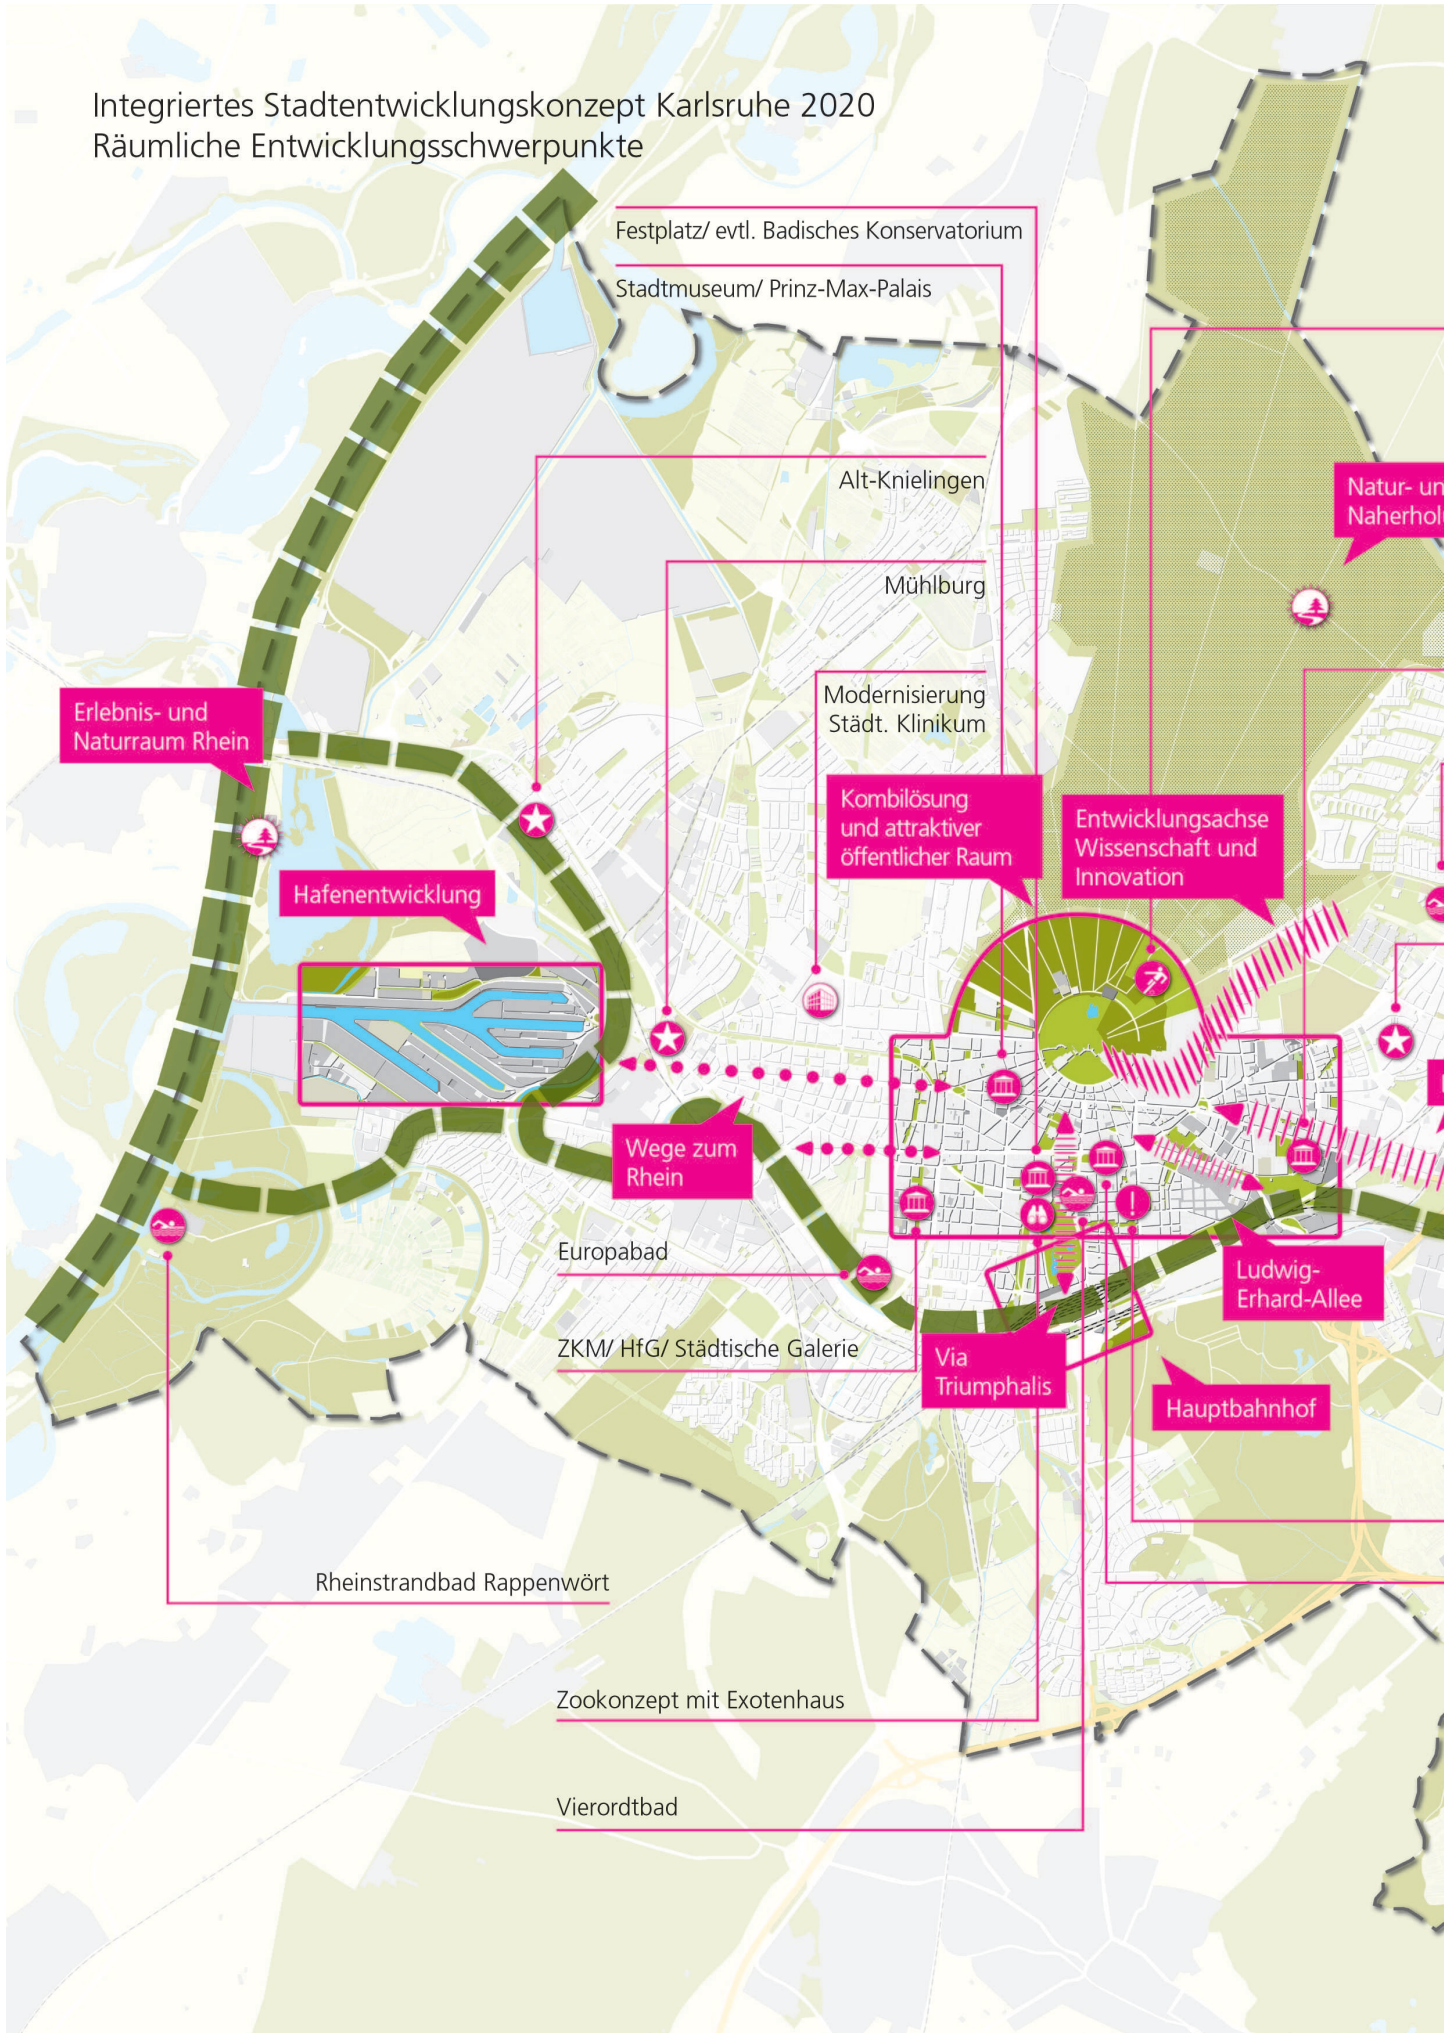 Integriertes Stadtentwicklungskonzept Karlsruhe 2020
Räumliche Entwicklungsschwerpunkte
Festplatz/ evtl. Badisches Konservatorium
Stadtmuseum/ Prinz-Max-Palais
Alt-Knielingen
Natur- un
Mühlburg
Modernisierung
Städt. Klinikum
Erlebnis- und
Naturraum Rhein
Kombilösung
und attraktiver
öffentlicher Raum
Entwicklungsachse
Wissenschaft und
Innovation
Hafenentwicklung
Wege zum
Rhein
Europabad
Ludwig-
Erhard-Allee
ZKM/ HfG/ Städtische Galerie
Via
Triumphalis
Hauptbahnhof
Rheinstrandbad Rappenwört
Zookonzept mit Exotenhaus
Vierordtbad